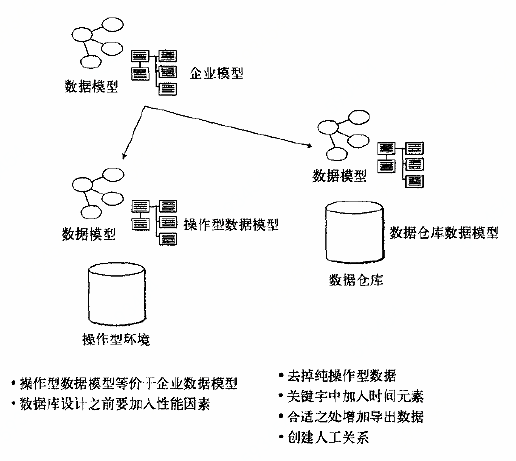 数据模型
企业模型
数据模型
操作型数据模型
操作型环境
数据模型
数据仓库数据模型
数据仓库
• 操作型数据模型等价于企业数据模型
• 数据库设计之前要加入性能因素
• 去掉纯操作型数据
• 关键字中加入时间元素
• 合适之处增加导出数据
• 创建人工关系